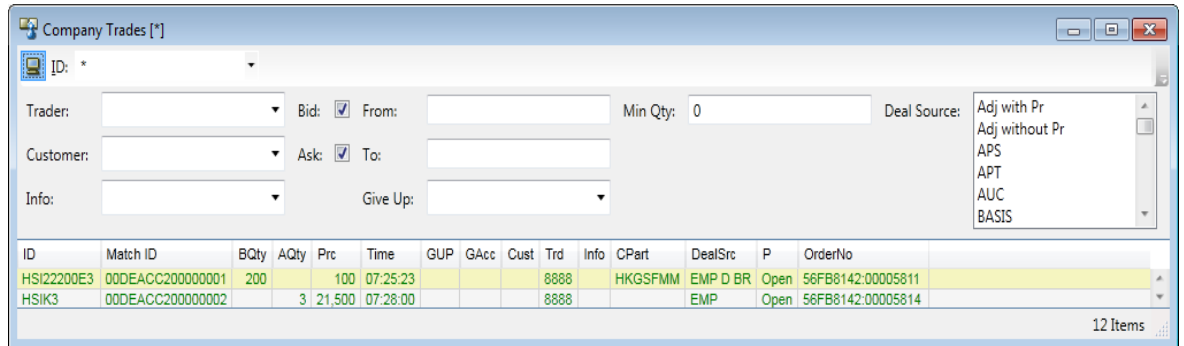 Company Trades [*]
ID: *
Trader: Bid: From: Min Qty: 0 Deal Source: Adj with Pr
Adj without Pr
Customer: Ask: To: APS
APT
Info: Give Up: AUC
BASIS
ID Match ID BQty AQty Prc Time GUP GAcc Cust Trd Info CPart DealSrc P OrderNo
HSI22200E3 00DEACC200000001 200 100 07:25:23 8888 HKGSFMM EMP D BR Open 56FB8142:00005811
HSIK3 00DEACC200000002 3 21,500 07:28:00 8888 EMP Open 56FB8142:00005814
12 Items